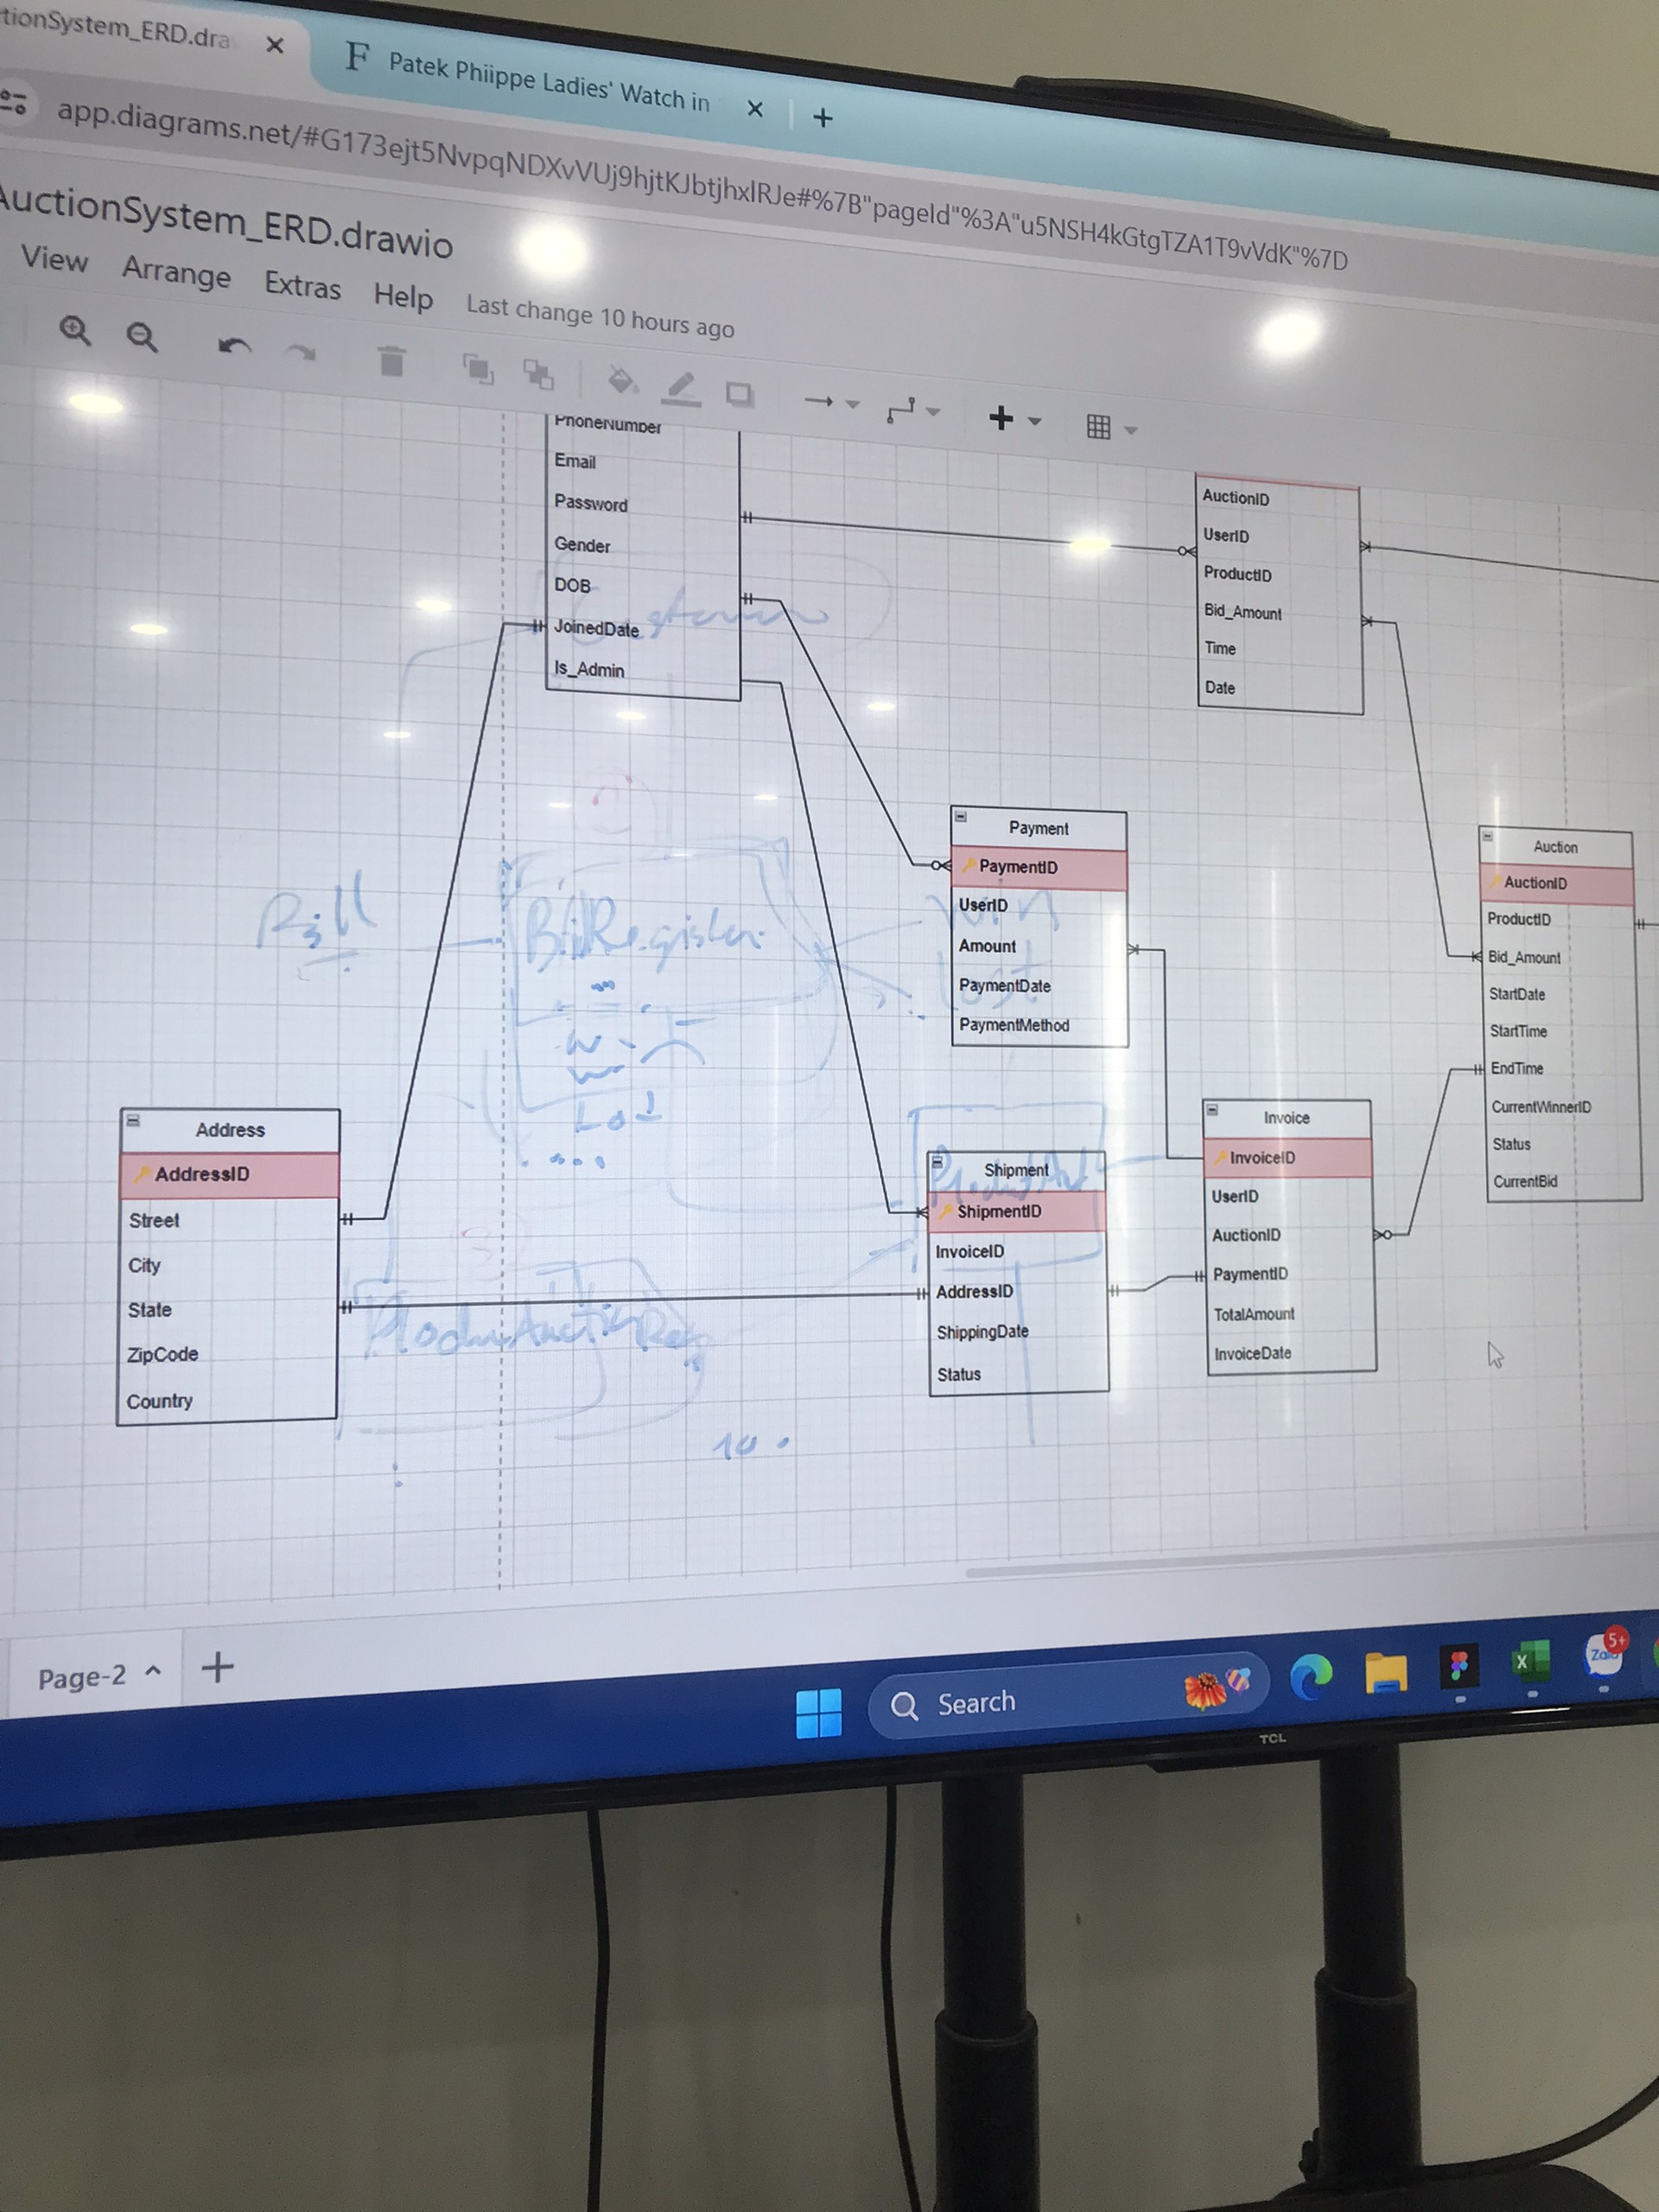 tionSystem_ERD.dra
Patek Phiippe Ladies' Watch in
app.diagrams.net/#G173ejt5NvpqNDXvVUj9hjtKJbtjhxlRJe#%7B"pageId"%3A"u5NSH4kGtgTZA1T9vVdK"%7D
AuctionSystem_ERD.drawio
View Arrange Extras Help Last change 10 hours ago
PhoneNumber
Email
Password
Gender
DOB
JoinedDate
Is_Admin
AuctionID
UserID
ProductID
Bid_Amount
Time
Date
Payment
PaymentID
UserID
Amount
PaymentDate
PaymentMethod
Auction
AuctionID
ProductID
Bid_Amount
StartDate
StartTime
EndTime
CurrentWinnerID
Status
CurrentBid
Address
AddressID
Street
City
State
ZipCode
Country
Shipment
ShipmentID
InvoiceID
AddressID
ShippingDate
Status
Invoice
InvoiceID
UserID
AuctionID
PaymentID
TotalAmount
InvoiceDate
win
Lost
10
Page-2
Search
Zalo
5+
TCL